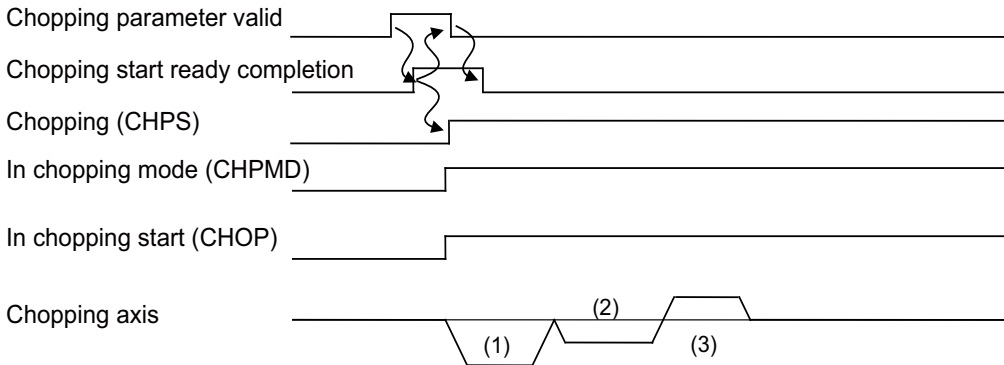 Chopping parameter valid
Chopping start ready completion
Chopping (CHPS)
In chopping mode (CHPMD)
In chopping start (CHOP)
Chopping axis
(1)
(2)
(3)